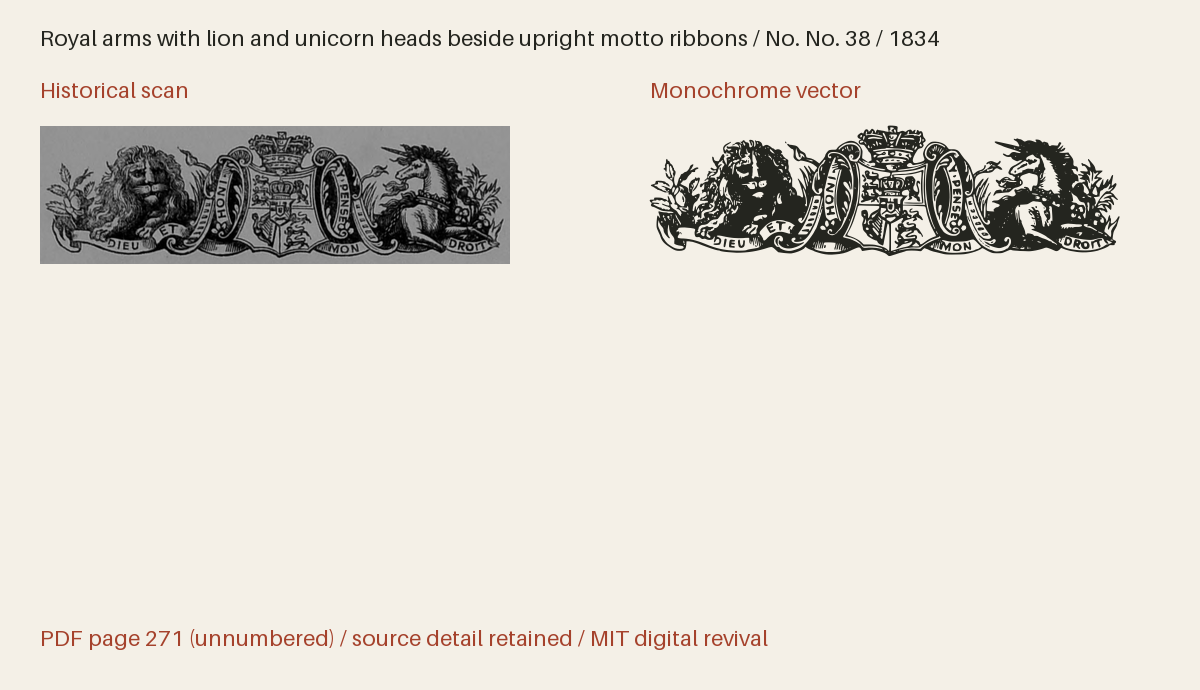 Royal arms with lion and unicorn heads beside upright motto ribbons / No. No. 38 / 1834
Historical scan
Monochrome vector
HONI
PENSE
DIEU
ET
MON
DROIT
HONI
PENSE
DIEU
ET
MON
DROIT
PDF page 271 (unnumbered) / source detail retained / MIT digital revival